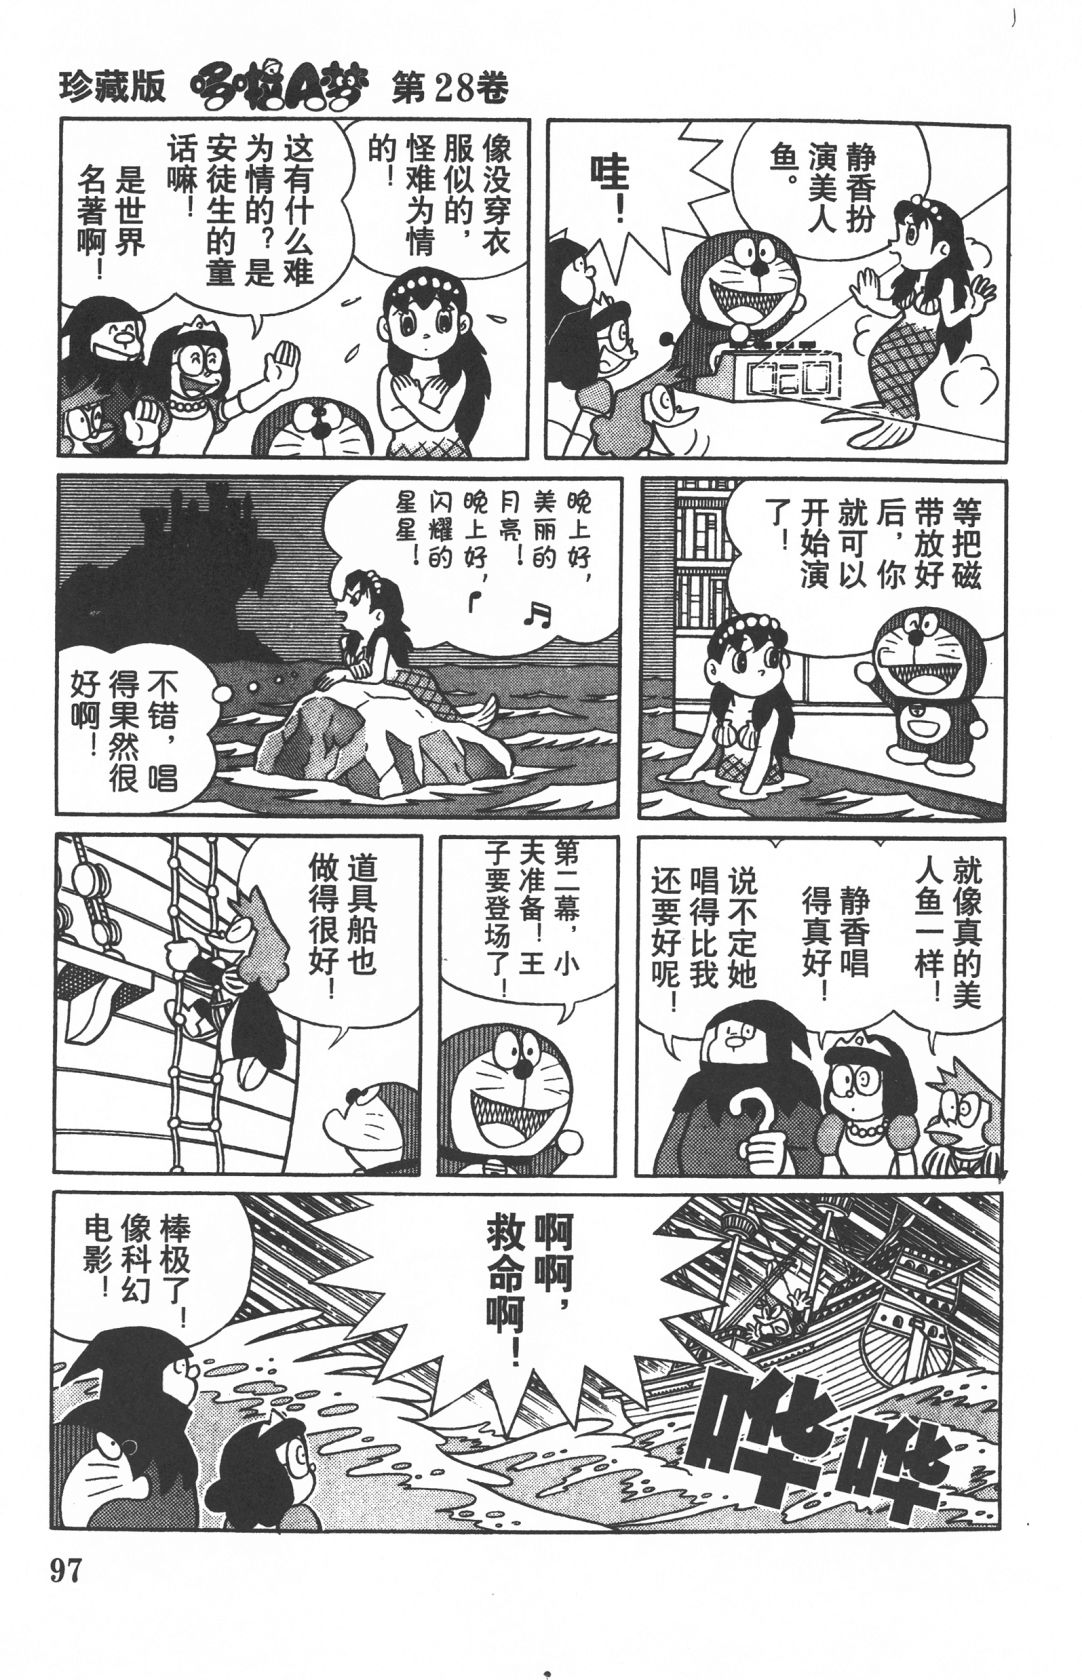 珍藏版 哆啦A梦 第28卷
静香扮
演美人
鱼。
哇！
像没穿衣
服似的，
怪难为情
的！
这有什么难
为情的？是
安徒生的童
话嘛！
是世界
名著啊！
等把磁
带放好
后，你
就可以
开始演
了！
晚上好，
美丽的
月亮！
晚上好，
闪耀的
星星！
不错，唱
得果然很
好啊！
就像真的美
人鱼一样！
静香唱
得真好！
说不定她
唱得比我
还要好呢！
第二幕，小
夫准备！王
子要登场了！
道具船也
做得很好！
啊啊，
救命啊！
哗哗
棒极了！
像科幻
电影！
97